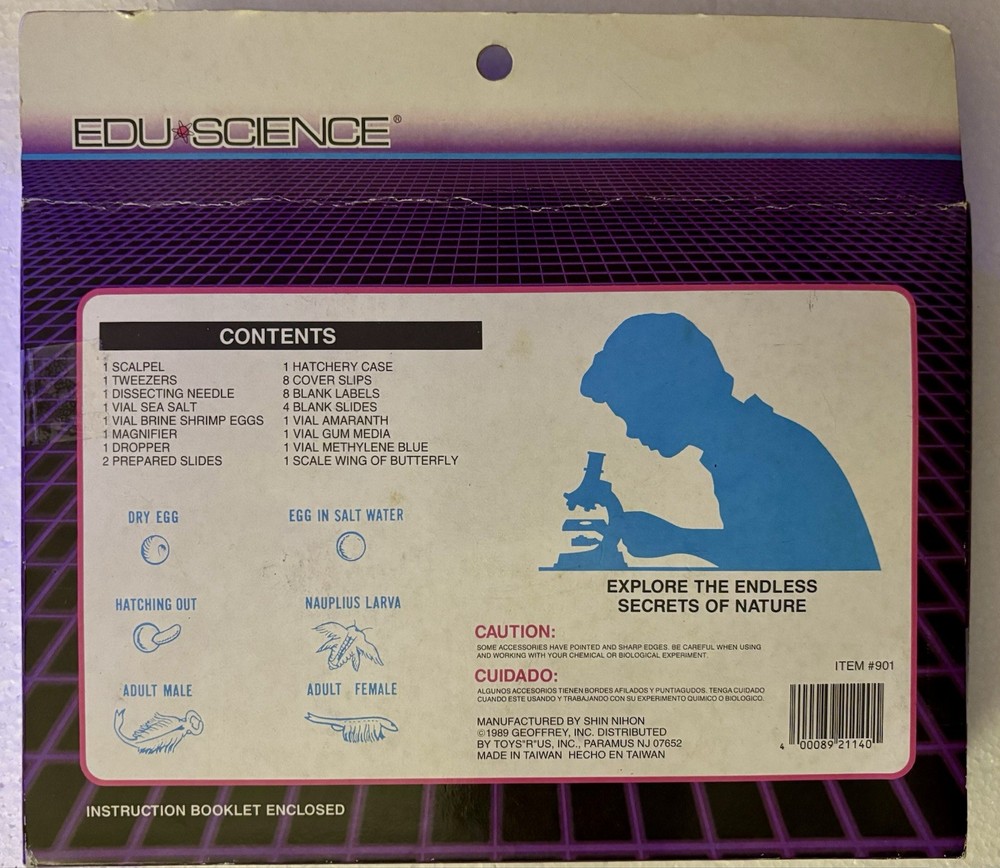 EDU SCIENCE®
CONTENTS
1 SCALPEL
1 TWEEZERS
1 DISSECTING NEEDLE
1 VIAL SEA SALT
1 VIAL BRINE SHRIMP EGGS
1 MAGNIFIER
1 DROPPER
2 PREPARED SLIDES
1 HATCHERY CASE
8 COVER SLIPS
8 BLANK LABELS
4 BLANK SLIDES
1 VIAL AMARANTH
1 VIAL GUM MEDIA
1 VIAL METHYLENE BLUE
1 SCALE WING OF BUTTERFLY
DRY EGG
EGG IN SALT WATER
HATCHING OUT
NAUPLIUS LARVA
ADULT MALE
ADULT FEMALE
EXPLORE THE ENDLESS
SECRETS OF NATURE
CAUTION:
SOME ACCESSORIES HAVE POINTED AND SHARP EDGES. BE CAREFUL WHEN USING
AND WORKING WITH YOUR CHEMICAL OR BIOLOGICAL EXPERIMENT.
CUIDADO:
ALGUNOS ACCESORIOS TIENEN BORDES AFILADOS Y PUNTIAGUDOS. TENGA CUIDADO
CUANDO ESTE USANDO Y TRABAJANDO CON SU EXPERIMENTO QUIMICO O BIOLOGICO.
ITEM #901
MANUFACTURED BY SHIN NIHON
©1989 GEOFFREY, INC. DISTRIBUTED
BY TOYS"R"US, INC., PARAMUS NJ 07652
MADE IN TAIWAN HECHO EN TAIWAN
4 00089 21140
INSTRUCTION BOOKLET ENCLOSED